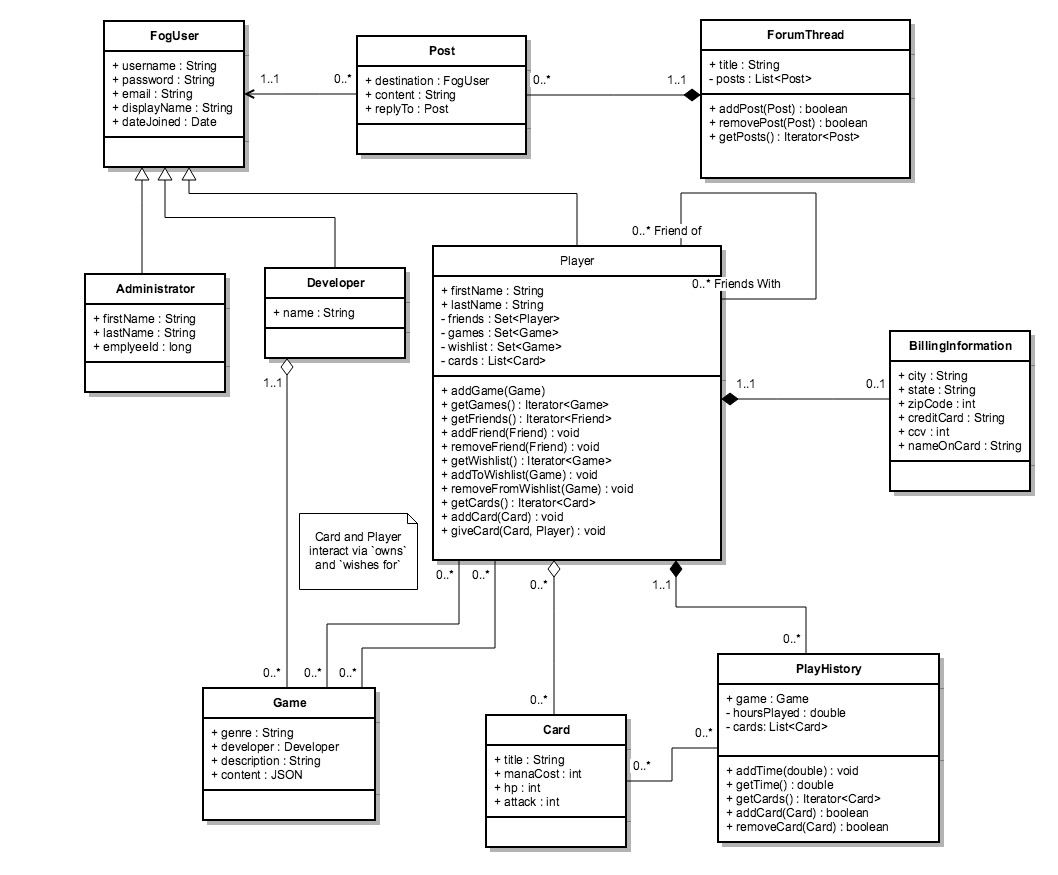 FogUser
+ username : String
+ password : String
+ email : String
+ displayName : String
+ dateJoined : Date
1..1
0..*
Post
+ destination : FogUser
+ content : String
+ replyTo : Post
0..*
1..1
ForumThread
+ title : String
- posts : List<Post>
+ addPost(Post) : boolean
+ removePost(Post) : boolean
+ getPosts() : Iterator<Post>
Administrator
+ firstName : String
+ lastName : String
+ emplyeeId : long
Developer
+ name : String
1..1
0..* Friend of
0..* Friends With
Player
+ firstName : String
+ lastName : String
- friends : Set<Player>
- games : Set<Game>
- wishlist : Set<Game>
- cards : List<Card>
+ addGame(Game)
+ getGames() : Iterator<Game>
+ getFriends() : Iterator<Friend>
+ addFriend(Friend) : void
+ removeFriend(Friend) : void
+ getWishlist() : Iterator<Game>
+ addToWishlist(Game) : void
+ removeFromWishlist(Game) : void
+ getCards() : Iterator<Card>
+ addCard(Card) : void
+ giveCard(Card, Player) : void
1..1
0..1
BillingInformation
+ city : String
+ state : String
+ zipCode : int
+ creditCard : String
+ ccv : int
+ nameOnCard : String
Card and Player
interact via `owns`
and `wishes for`
0..*
0..*
0..*
1..1
0..*
0..*
0..*
0..*
0..*
Game
+ genre : String
+ developer : Developer
+ description : String
+ content : JSON
Card
+ title : String
+ manaCost : int
+ hp : int
+ attack : int
0..*
0..*
PlayHistory
+ game : Game
- hoursPlayed : double
- cards: List<Card>
+ addTime(double) : void
+ getTime() : double
+ getCards() : Iterator<Card>
+ addCard(Card) : boolean
+ removeCard(Card) : boolean